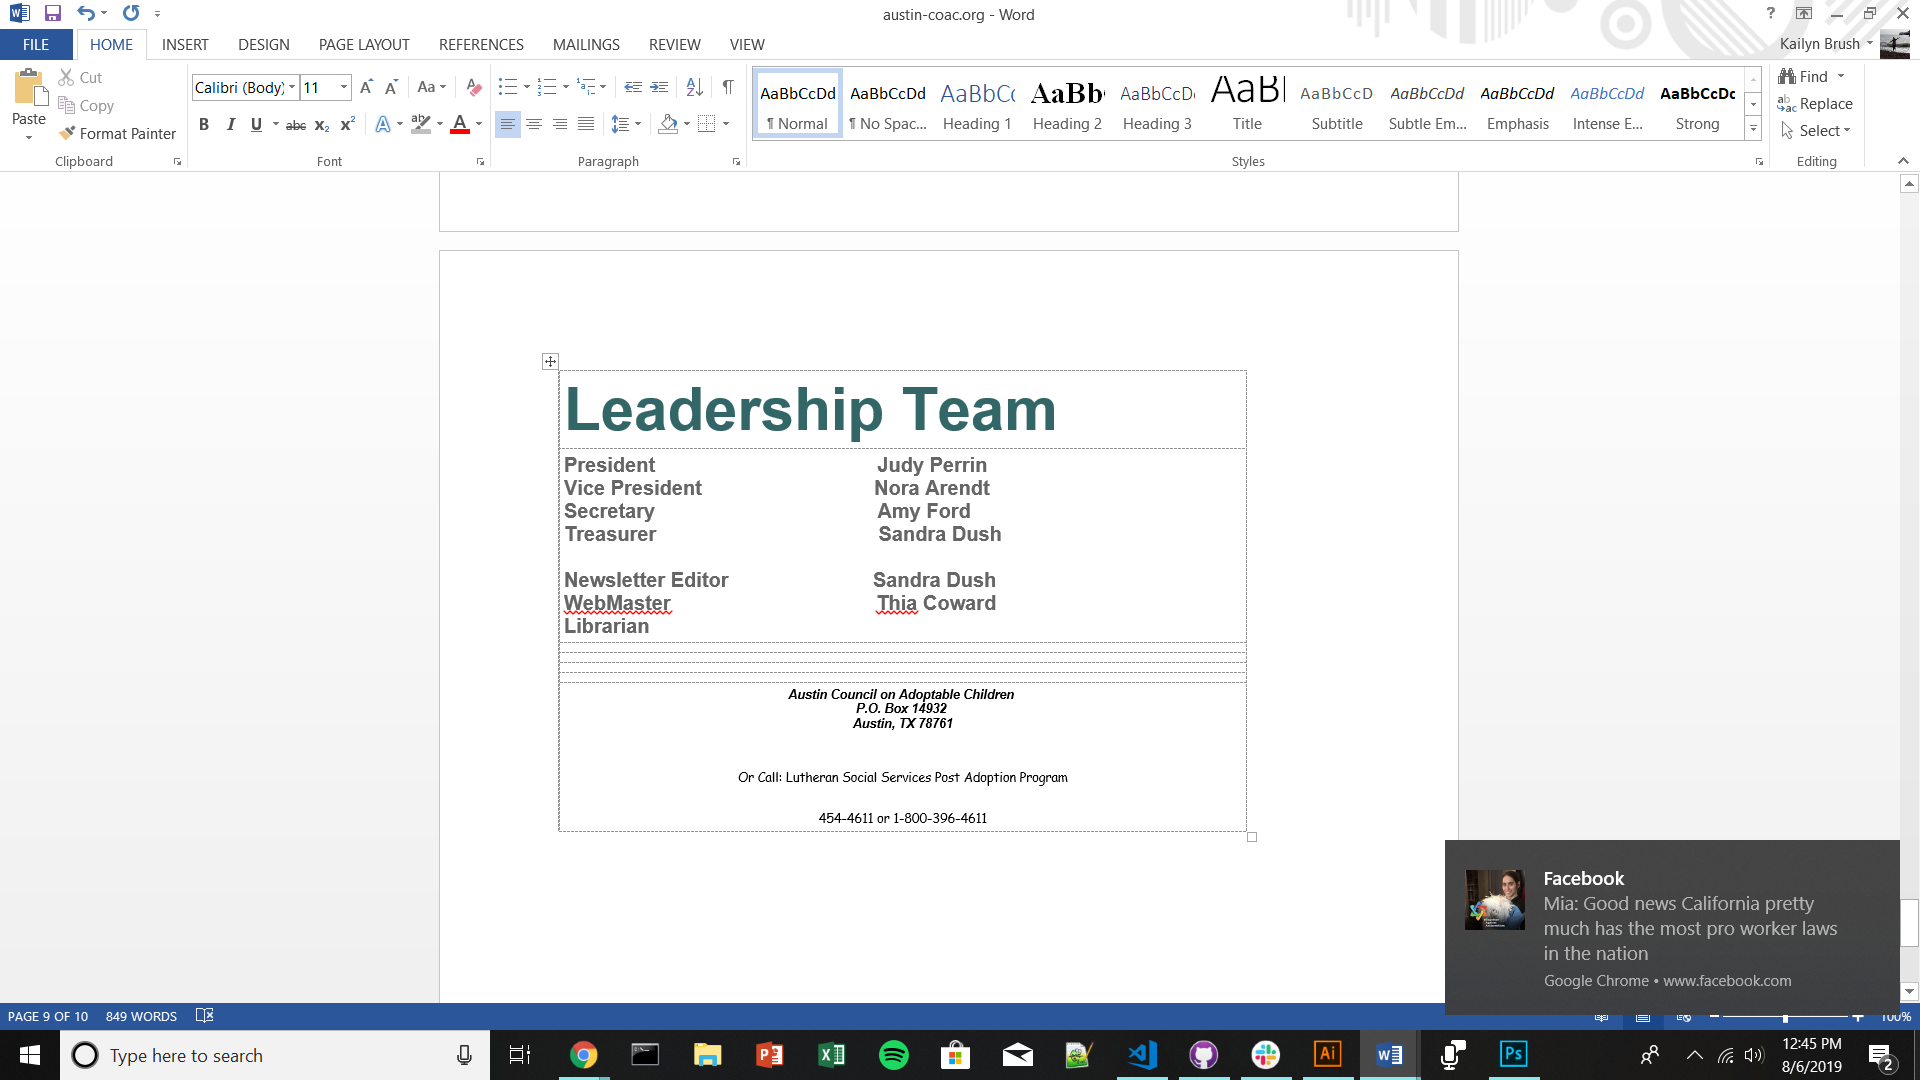 austin-coac.org - Word
FILE HOME INSERT DESIGN PAGE LAYOUT REFERENCES MAILINGS REVIEW VIEW
Kailyn Brush
Paste
Cut
Copy
Format Painter
Clipboard
Calibri (Body) 11
Font
Paragraph
AaBbCcDd AaBbCcDd AaBbCc AaBb AaBbCcD AaB AaBbCcD AaBbCcDd AaBbCcDd AaBbCcDd AaBbCcDc
¶ Normal ¶ No Spac... Heading 1 Heading 2 Heading 3 Title Subtitle Subtle Em... Emphasis Intense E... Strong
Styles
Find
Replace
Select
Editing
Leadership Team
President Judy Perrin
Vice President Nora Arendt
Secretary Amy Ford
Treasurer Sandra Dush
Newsletter Editor Sandra Dush
WebMaster Thia Coward
Librarian
Austin Council on Adoptable Children
P.O. Box 14932
Austin, TX 78761
Or Call: Lutheran Social Services Post Adoption Program
454-4611 or 1-800-396-4611
Facebook
Mia: Good news California pretty
much has the most pro worker laws
in the nation
Google Chrome • www.facebook.com
PAGE 9 OF 10 849 WORDS
100%
Type here to search
12:45 PM
8/6/2019
2